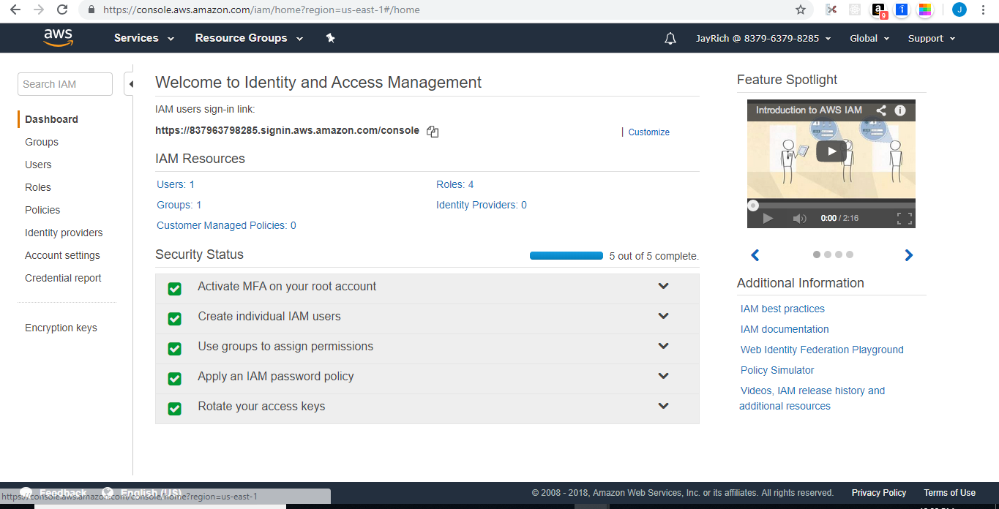 https://console.aws.amazon.com/iam/home?region=us-east-1#/home
a
9
J
aws
Services
Resource Groups
JayRich @ 8379-6379-8285
Global
Support
Search IAM
Dashboard
Groups
Users
Roles
Policies
Identity providers
Account settings
Credential report
Encryption keys
Welcome to Identity and Access Management
IAM users sign-in link:
https://837963798285.signin.aws.amazon.com/console
Customize
IAM Resources
Users: 1
Roles: 4
Groups: 1
Identity Providers: 0
Customer Managed Policies: 0
Security Status
5 out of 5 complete.
Activate MFA on your root account
Create individual IAM users
Use groups to assign permissions
Apply an IAM password policy
Rotate your access keys
Feature Spotlight
Introduction to AWS IAM
0:00 / 2:16
Additional Information
IAM best practices
IAM documentation
Web Identity Federation Playground
Policy Simulator
Videos, IAM release history and
additional resources
Feedback
English (US)
https://console.aws.amazon.com/console/home?region=us-east-1
© 2008 - 2018, Amazon Web Services, Inc. or its affiliates. All rights reserved.
Privacy Policy
Terms of Use